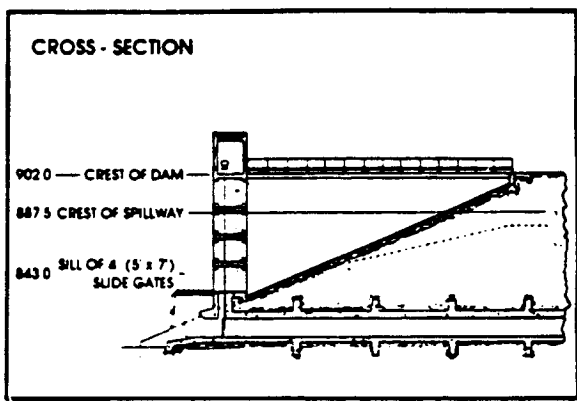 CROSS - SECTION
902.0 CREST OF DAM
887.5 CREST OF SPILLWAY
843.0 SILL OF 4 (5' x 7')
SLIDE GATES